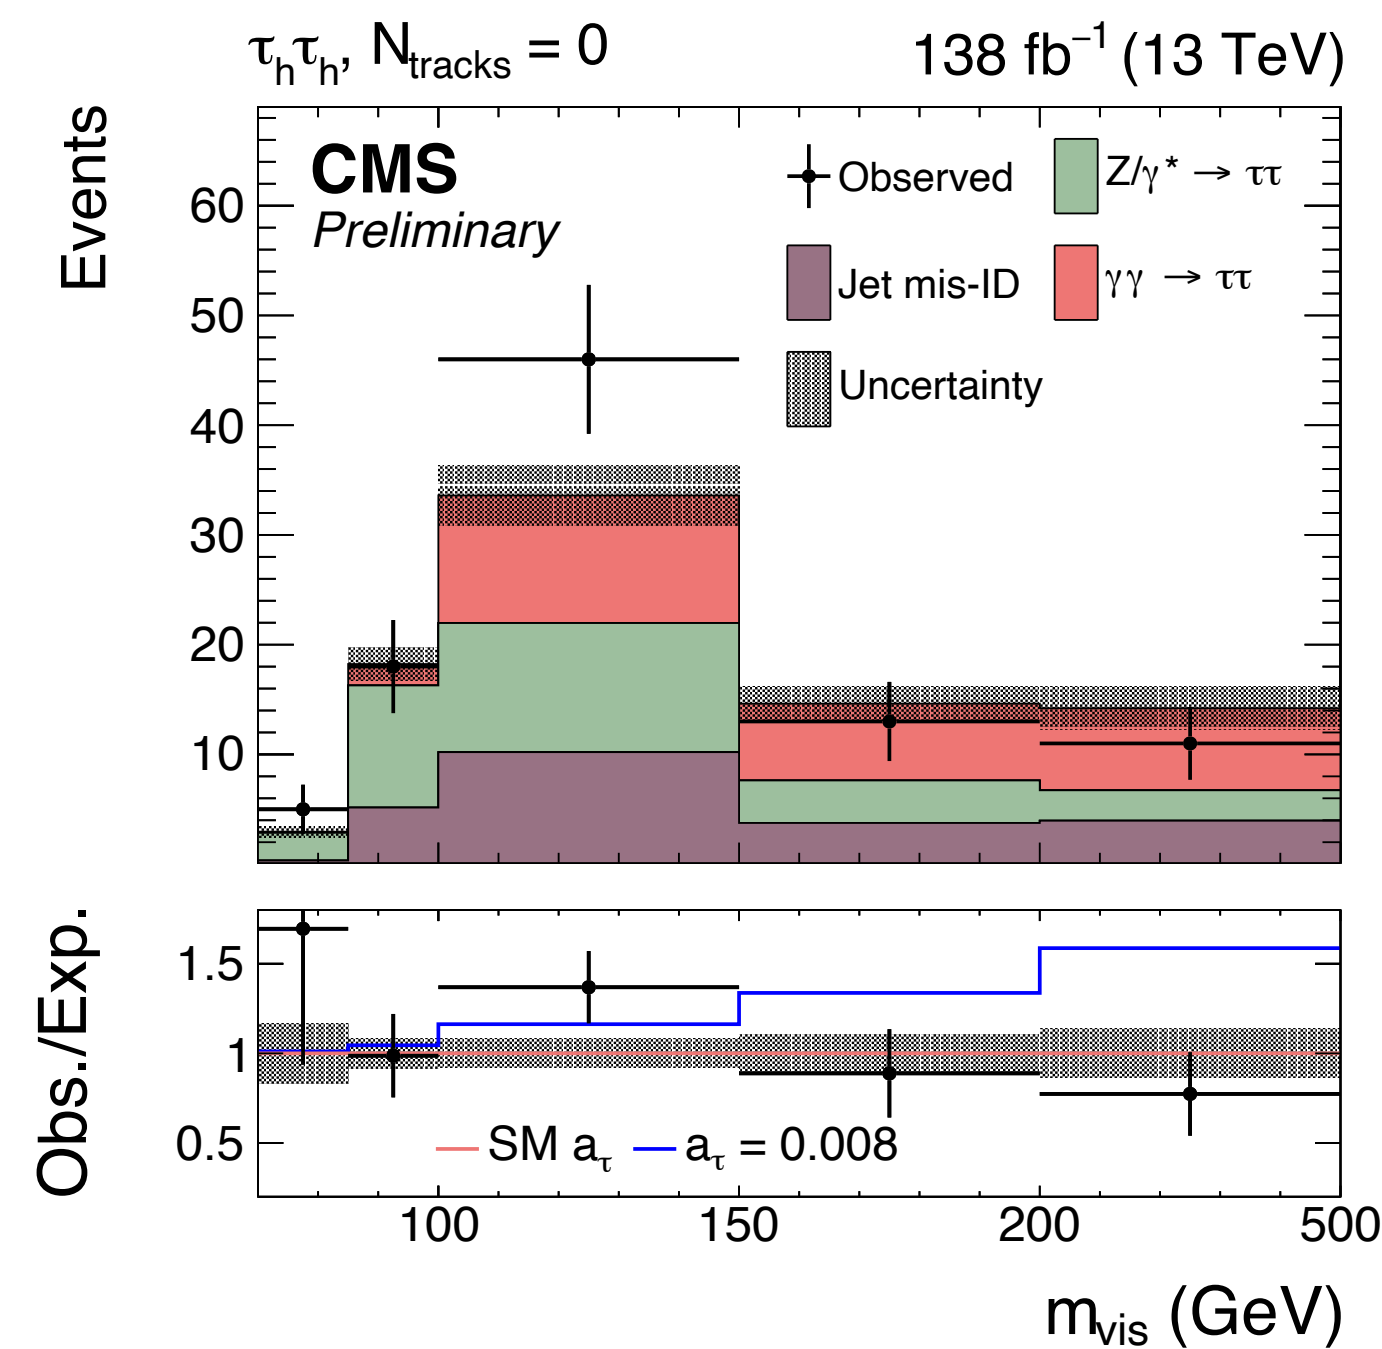 τhτh, Ntracks = 0
138 fb⁻¹ (13 TeV)
Events
CMS
Preliminary
Observed
Z/γ* → ττ
Jet mis-ID
γγ → ττ
Uncertainty
60
50
40
30
20
10
Obs./Exp.
1.5
1
0.5
SM aτ
aτ = 0.008
100 150 200 500
mvis (GeV)